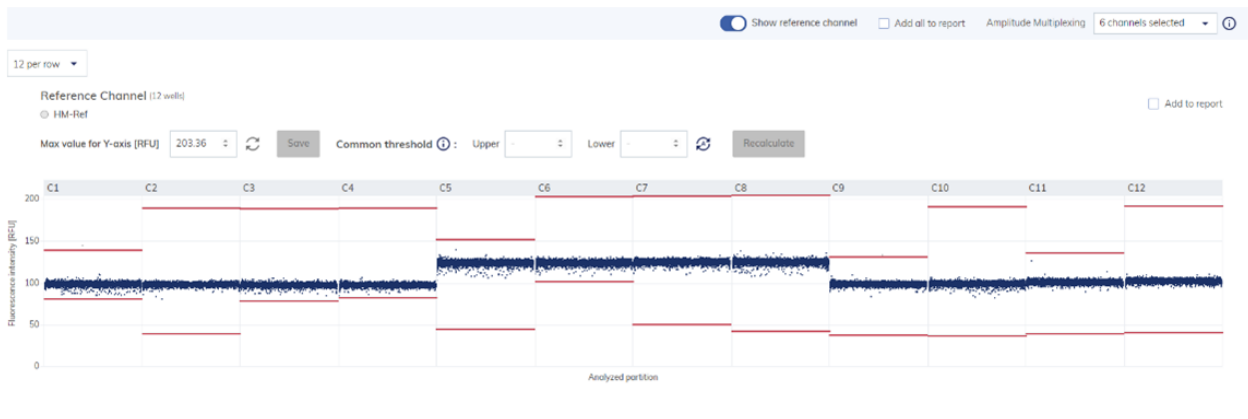 Show reference channel Add all to report Amplitude Multiplexing 6 channels selected
12 per row
Reference Channel (12 wells)
HM-Ref
Add to report
Max value for Y-axis [RFU] 203.36 Save Common threshold : Upper - Lower - Recalculate
C1 C2 C3 C4 C5 C6 C7 C8 C9 C10 C11 C12
200
150
100
50
0
Fluorescence intensity [RFU]
Analyzed partition